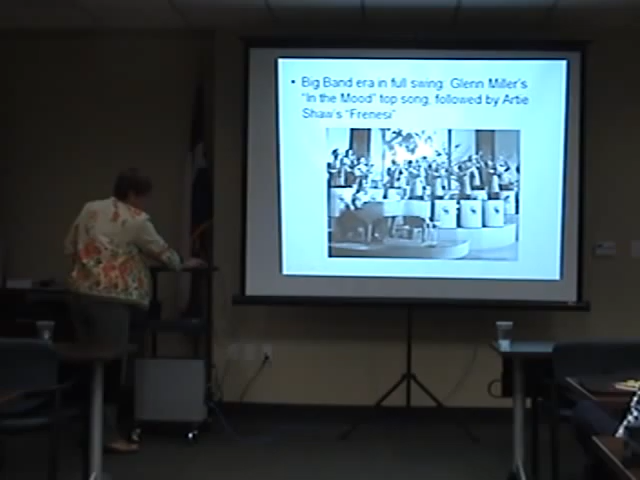 • Big Band era in full swing: Glenn Miller's
"In the Mood" top song, followed by Artie
Shaw's "Frenesi"